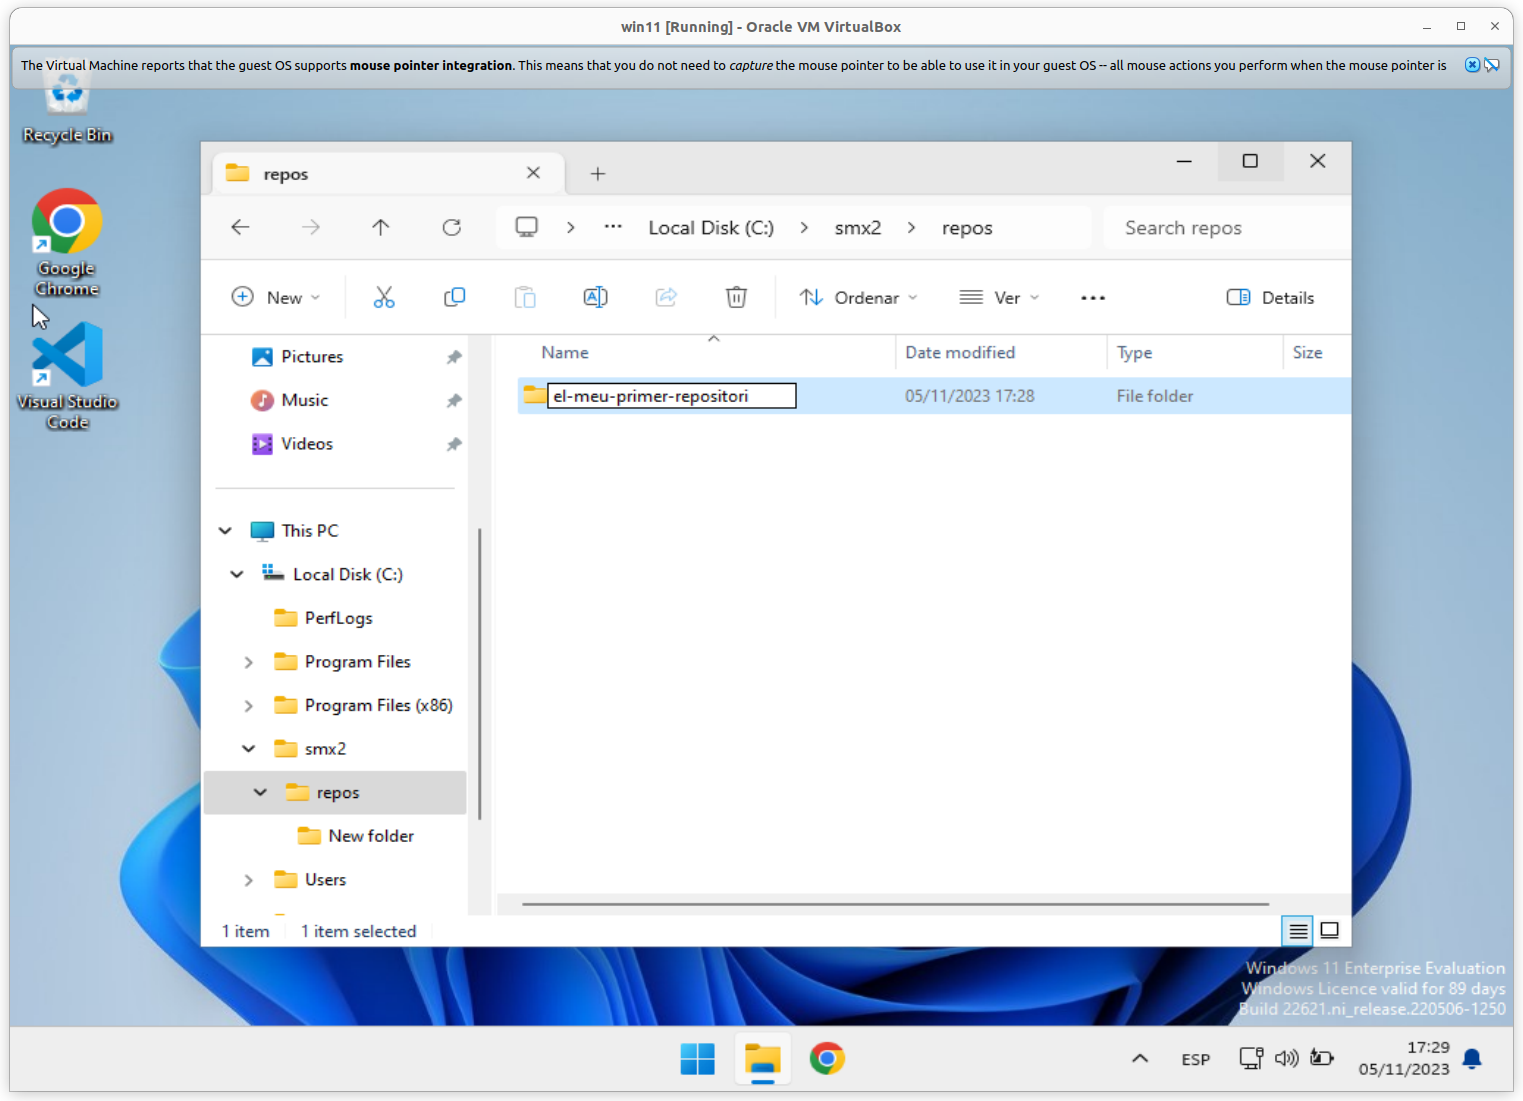 win11 [Running] - Oracle VM VirtualBox
The Virtual Machine reports that the guest OS supports mouse pointer integration. This means that you do not need to capture the mouse pointer to be able to use it in your guest OS -- all mouse actions you perform when the mouse pointer is
Recycle Bin
Google
Chrome
Visual Studio
Code
repos
Local Disk (C:)
smx2
repos
Search repos
New
Ordenar
Ver
Details
Pictures
Music
Videos
This PC
Local Disk (C:)
PerfLogs
Program Files
Program Files (x86)
smx2
repos
New folder
Users
Name
Date modified
Type
Size
el-meu-primer-repositori
05/11/2023 17:28
File folder
1 item
1 item selected
Windows 11 Enterprise Evaluation
Windows Licence valid for 89 days
Build 22621.ni_release.220506-1250
ESP
17:29
05/11/2023